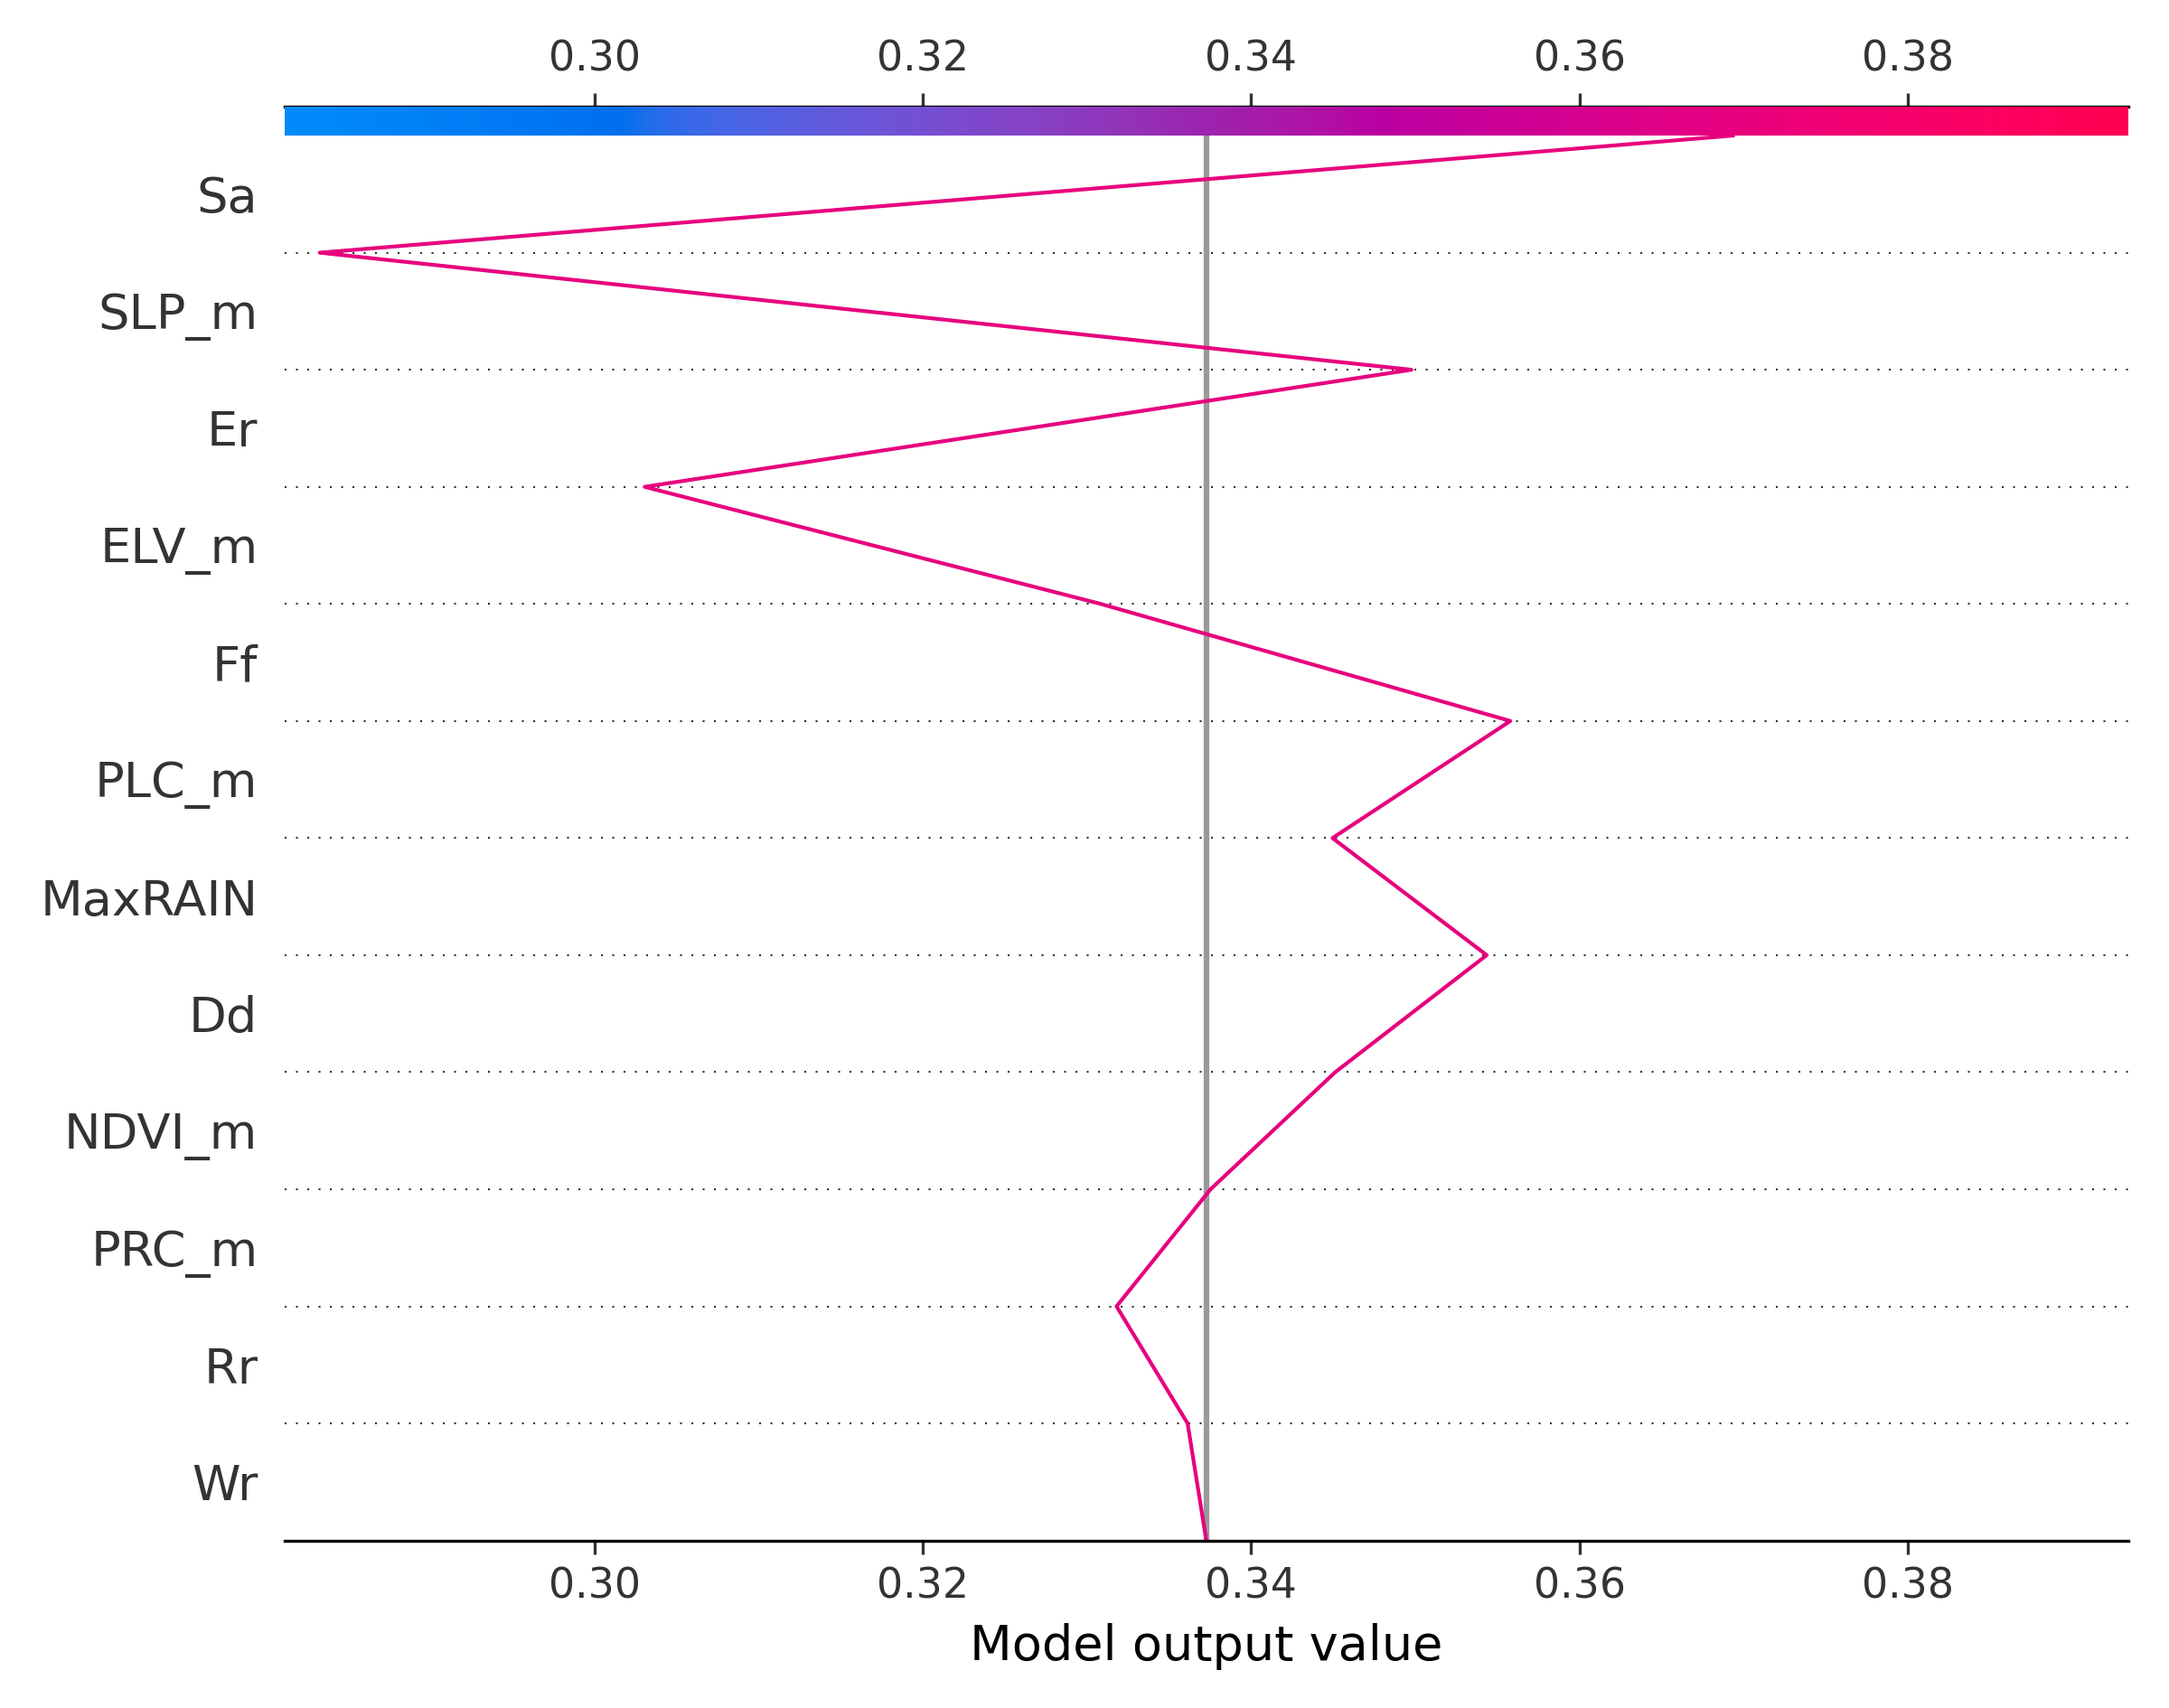 0.30 0.32 0.34 0.36 0.38
Sa
SLP_m
Er
ELV_m
Ff
PLC_m
MaxRAIN
Dd
NDVI_m
PRC_m
Rr
Wr
0.30 0.32 0.34 0.36 0.38
Model output value